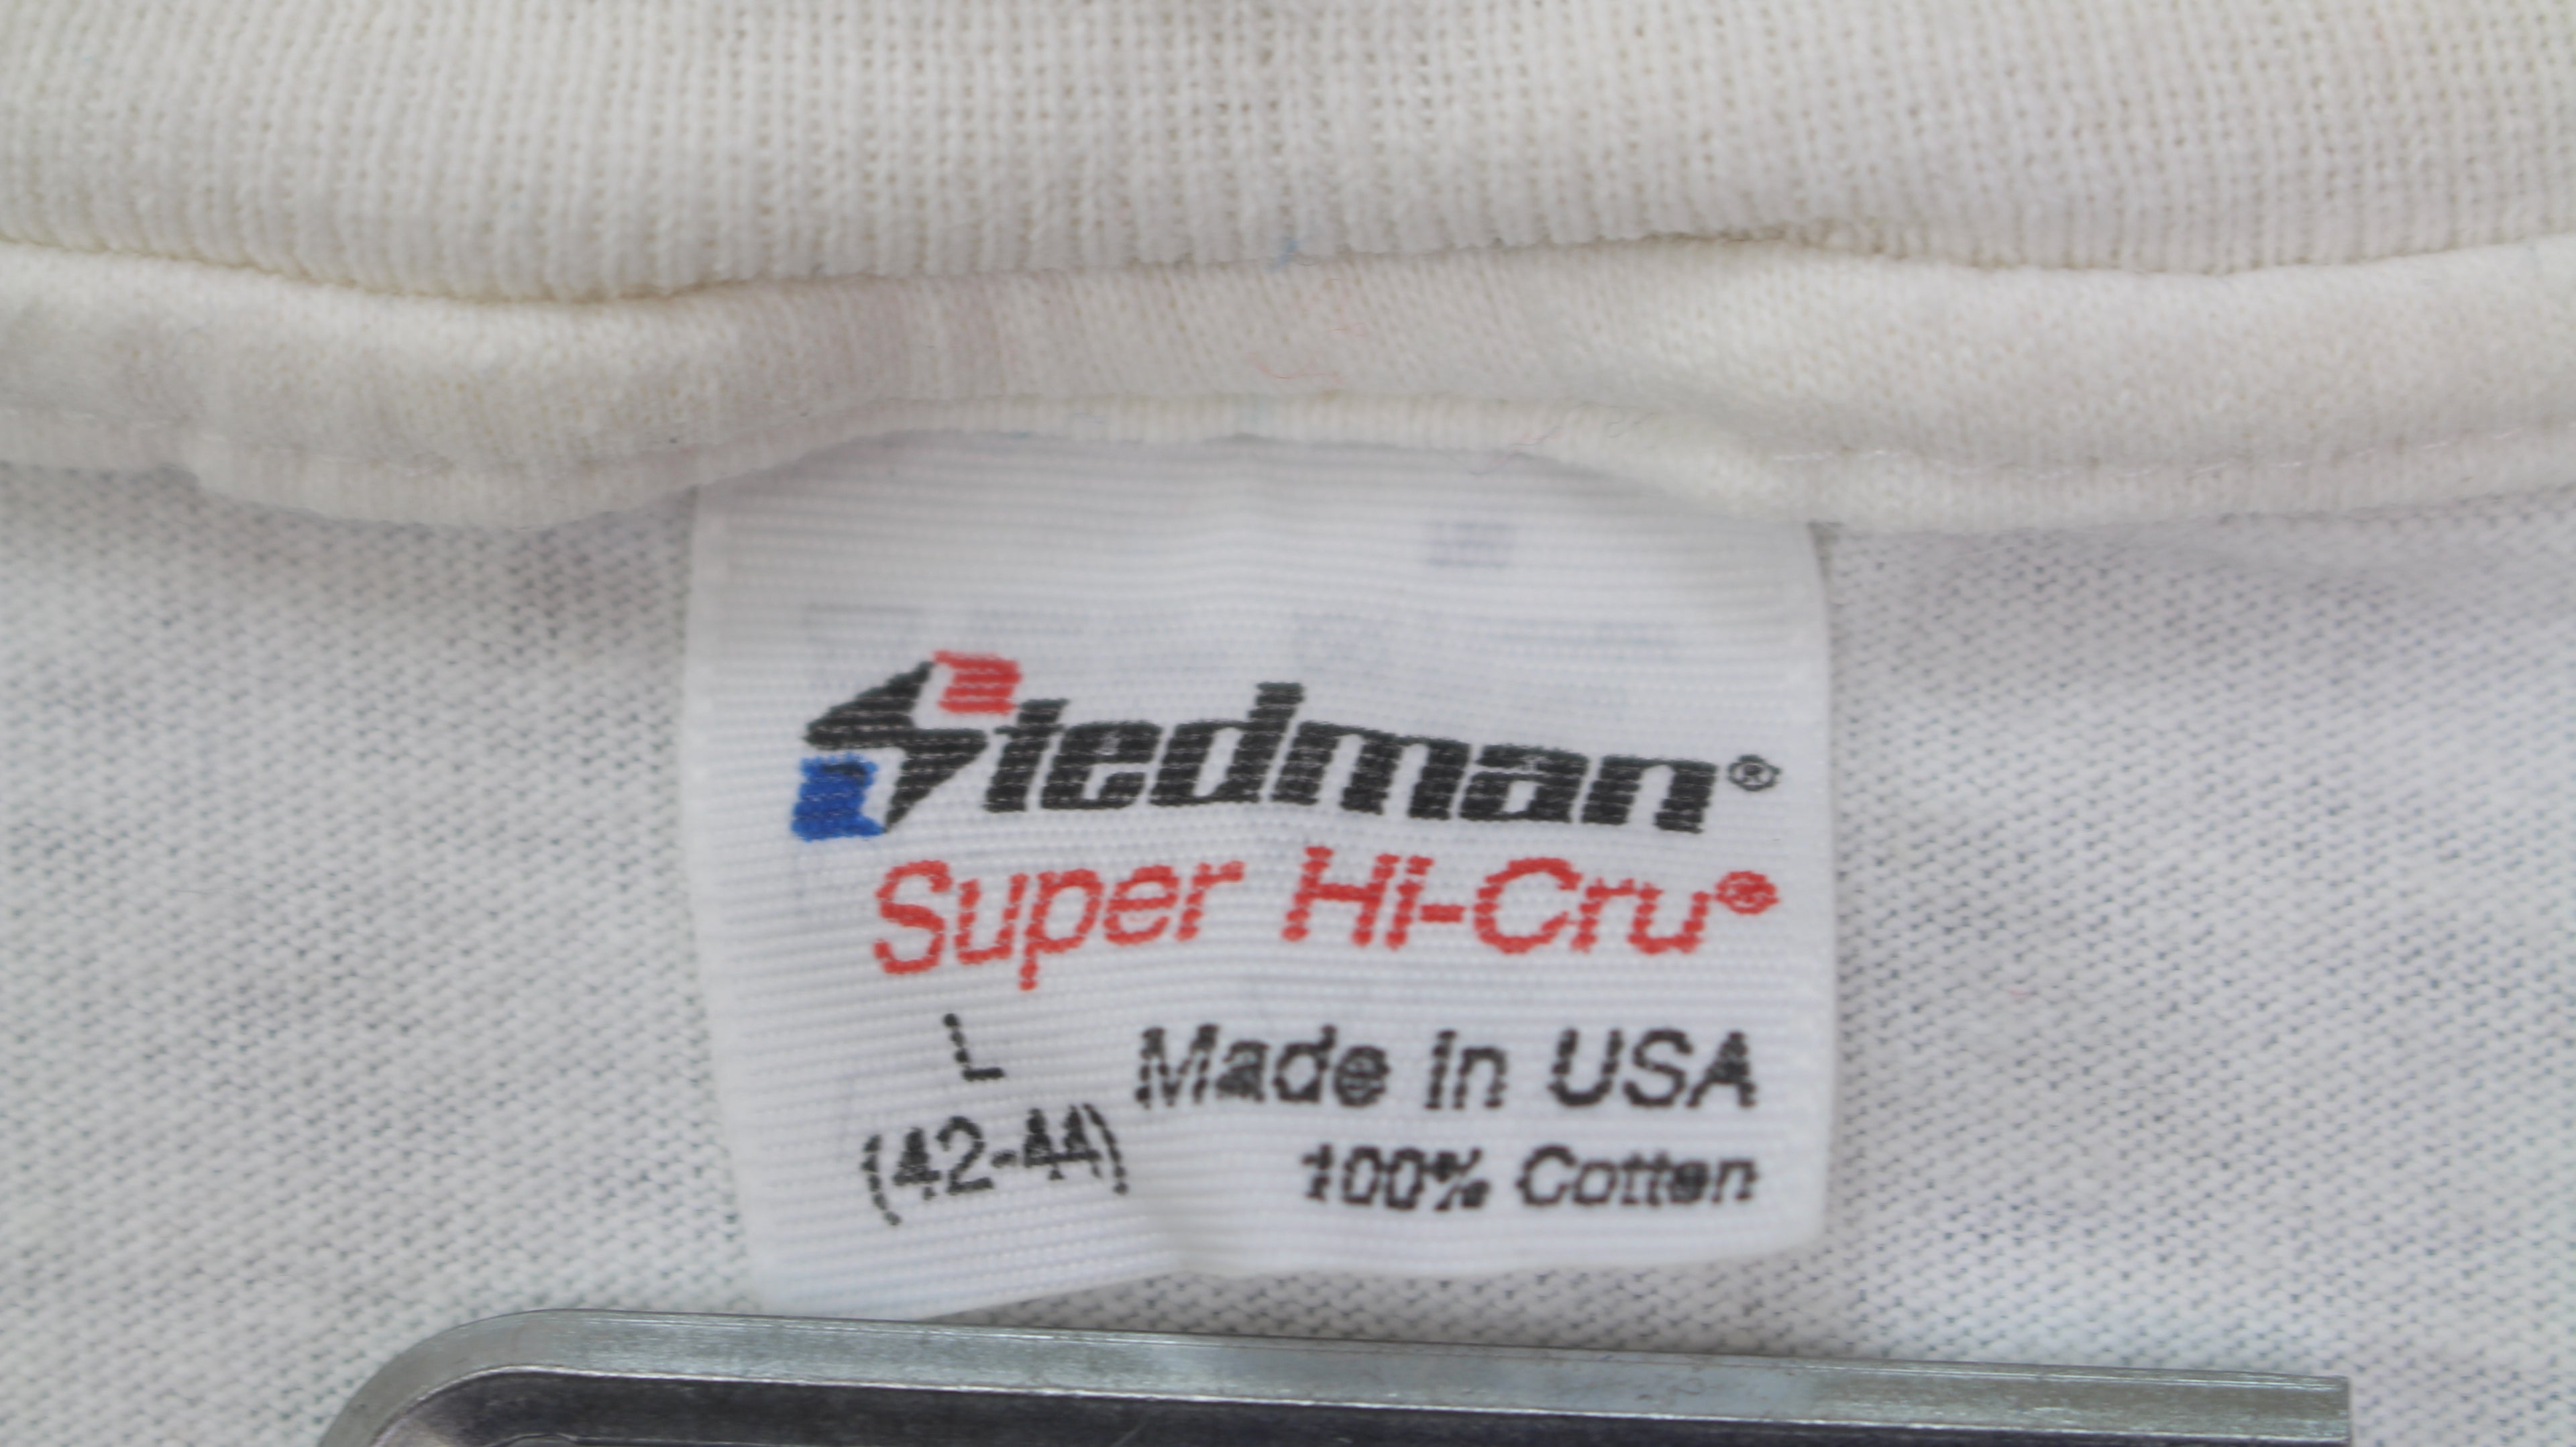 Stedman®
Super Hi-Cru®
L
Made in USA
(42-44)
100% Cotton